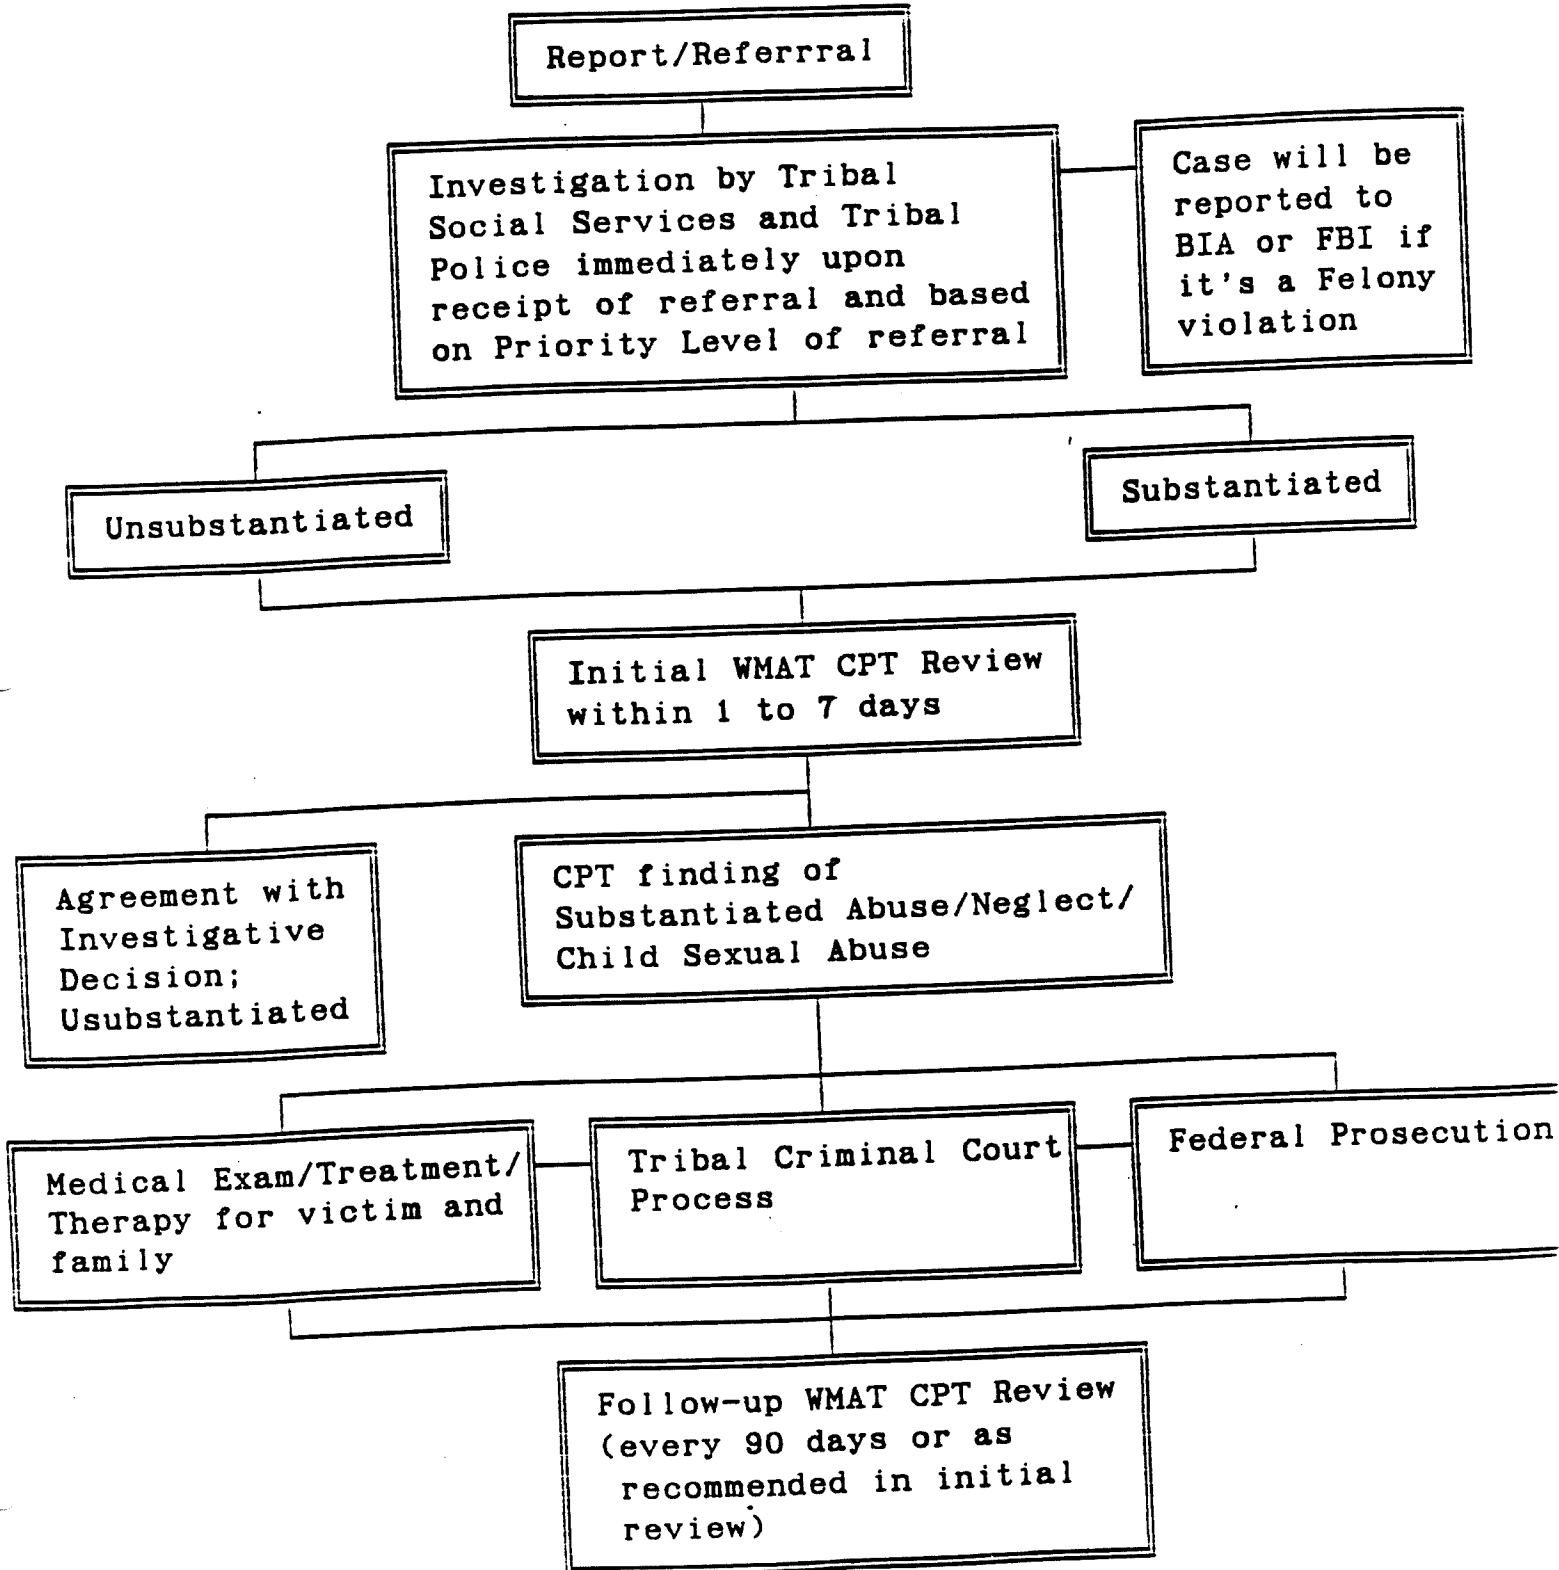 Report/Referrral
Investigation by Tribal
Social Services and Tribal
Police immediately upon
receipt of referral and based
on Priority Level of referral
Case will be
reported to
BIA or FBI if
it's a Felony
violation
Unsubstantiated
Substantiated
Initial WMAT CPT Review
within 1 to 7 days
Agreement with
Investigative
Decision;
Usubstantiated
CPT finding of
Substantiated Abuse/Neglect/
Child Sexual Abuse
Medical Exam/Treatment/
Therapy for victim and
family
Tribal Criminal Court
Process
Federal Prosecution
Follow-up WMAT CPT Review
(every 90 days or as
recommended in initial
review)